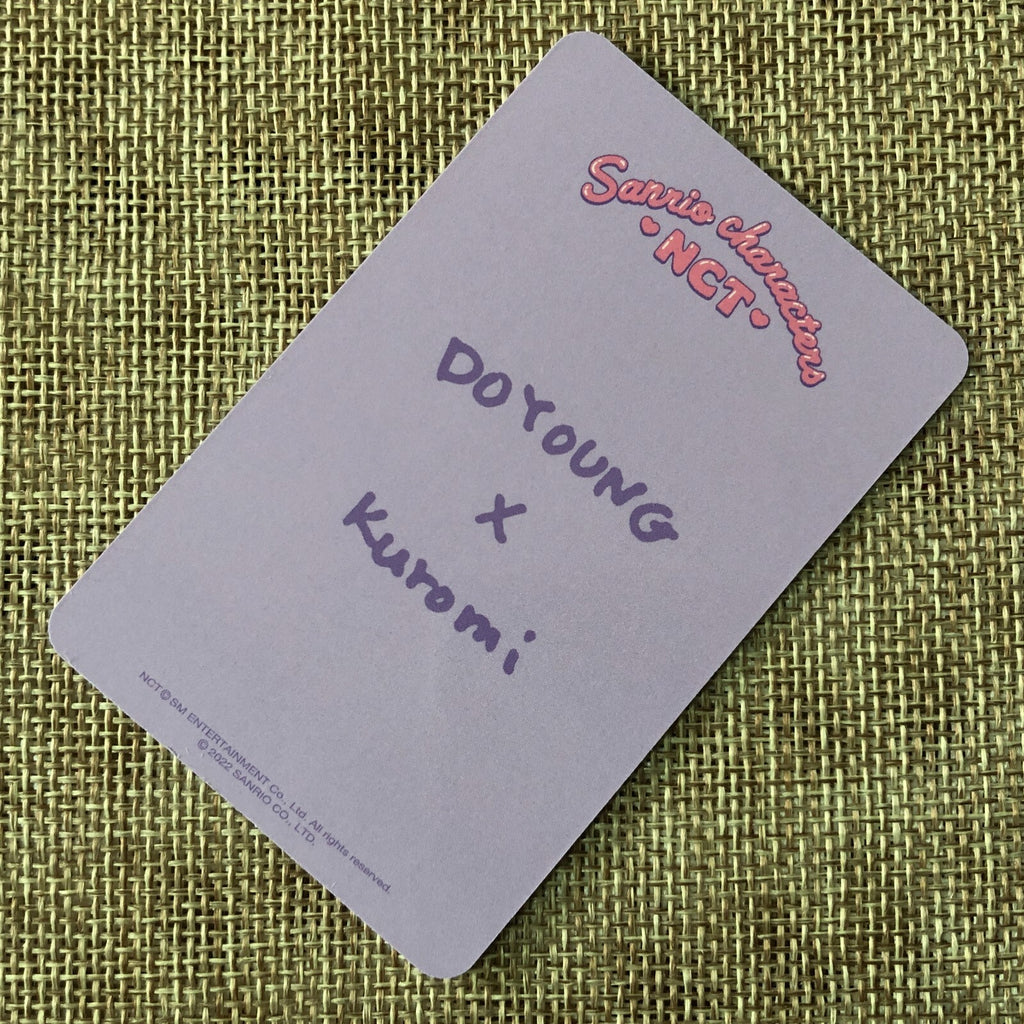 Sanrio characters
NCT
DOYOUNG
X
Kuromi
NCT © SM ENTERTAINMENT Co., Ltd. All rights reserved.
© 2022 SANRIO CO., LTD.